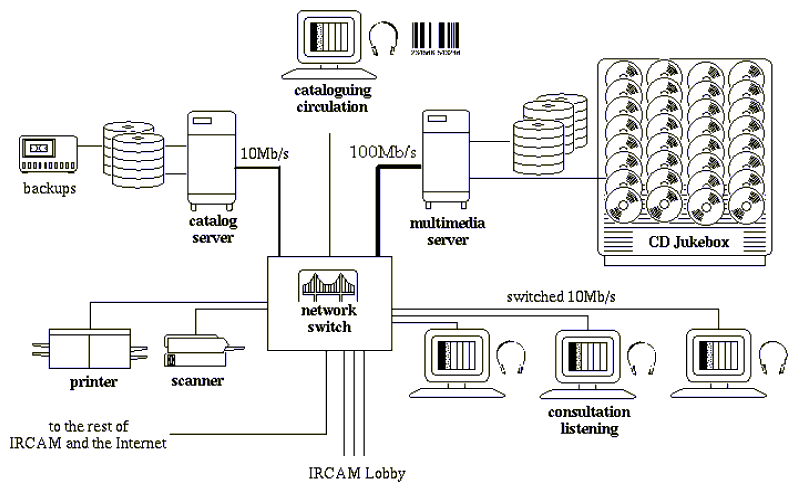 cataloguing
circulation
10Mb/s
100Mb/s
backups
catalog
server
multimedia
server
CD Jukebox
network
switch
switched 10Mb/s
printer
scanner
consultation
listening
to the rest of
IRCAM and the Internet
IRCAM Lobby